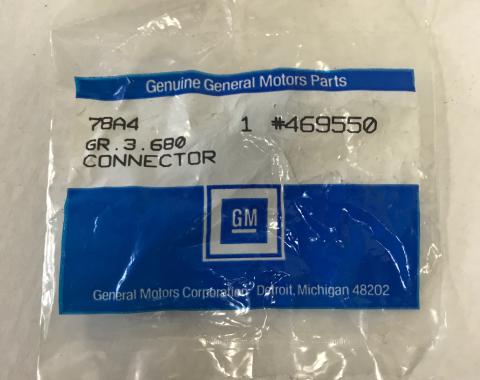 Genuine General Motors Parts
78A4 1 #469550
GR.3.680
CONNECTOR
GM
General Motors Corporation Detroit, Michigan 48202